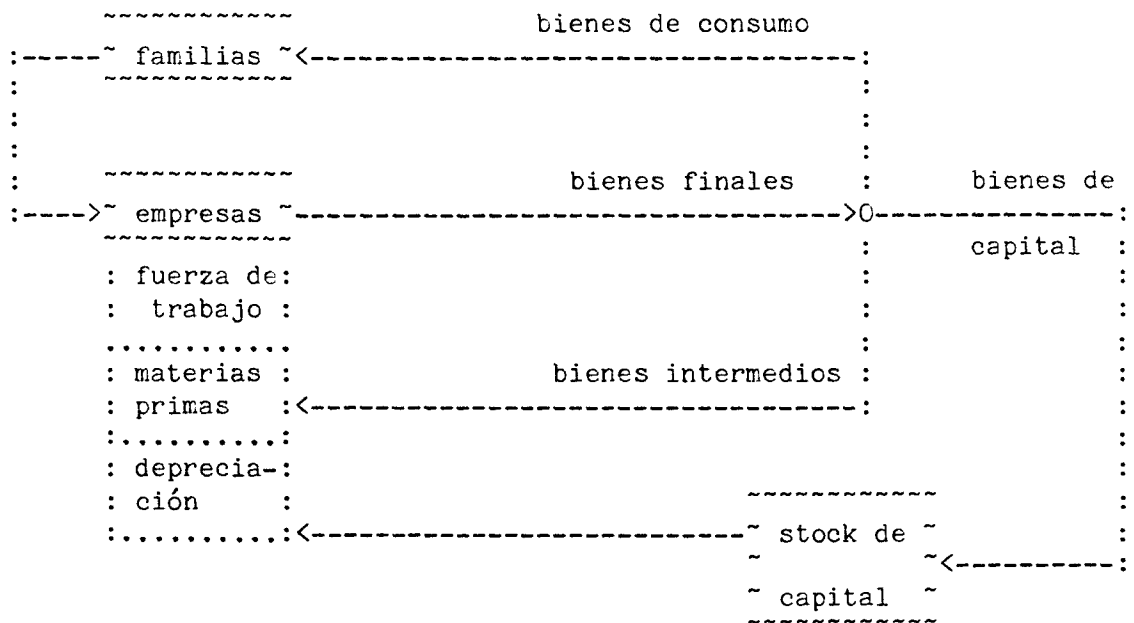 bienes de consumo
familias
bienes finales
bienes de
empresas
capital
fuerza de
trabajo
materias
bienes intermedios
primas
deprecia-
ción
stock de
capital